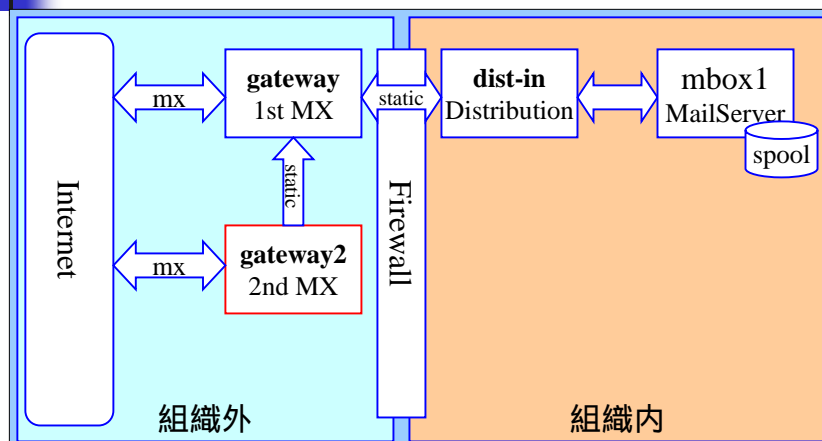 gateway
1st MX
mx
static
dist-in
Distribution
mbox1
MailServer
spool
static
Internet
Firewall
gateway2
2nd MX
mx
組織外
組織内